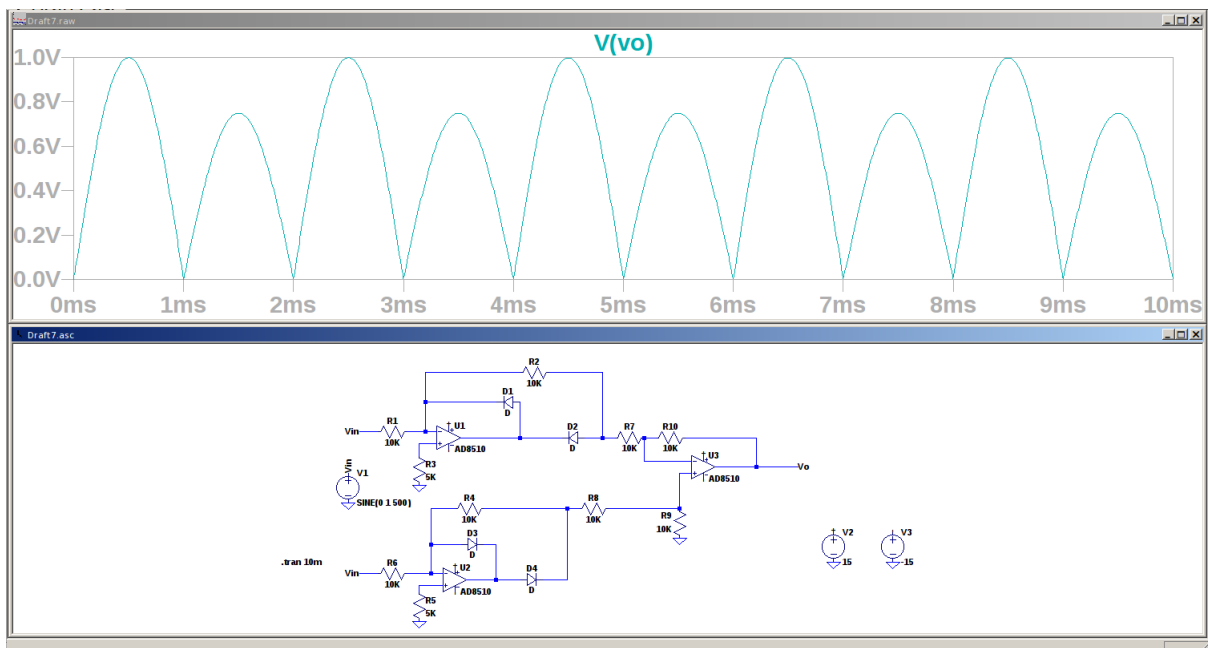 Draft7.raw
V(vo)
1.0V
0.8V
0.6V
0.4V
0.2V
0.0V
0ms 1ms 2ms 3ms 4ms 5ms 6ms 7ms 8ms 9ms 10ms
Draft7.asc
R2
10K
D1
D
R1
10K
Vin
U1
AD8510
D2
D
R7
10K
R10
10K
R3
5K
U3
AD8510
Vo
Vin
V1
SINE(0 1 500)
R4
10K
R8
10K
R9
10K
D3
D
.tran 10m
Vin
R6
10K
U2
AD8510
D4
D
R5
5K
V2
15
V3
-15